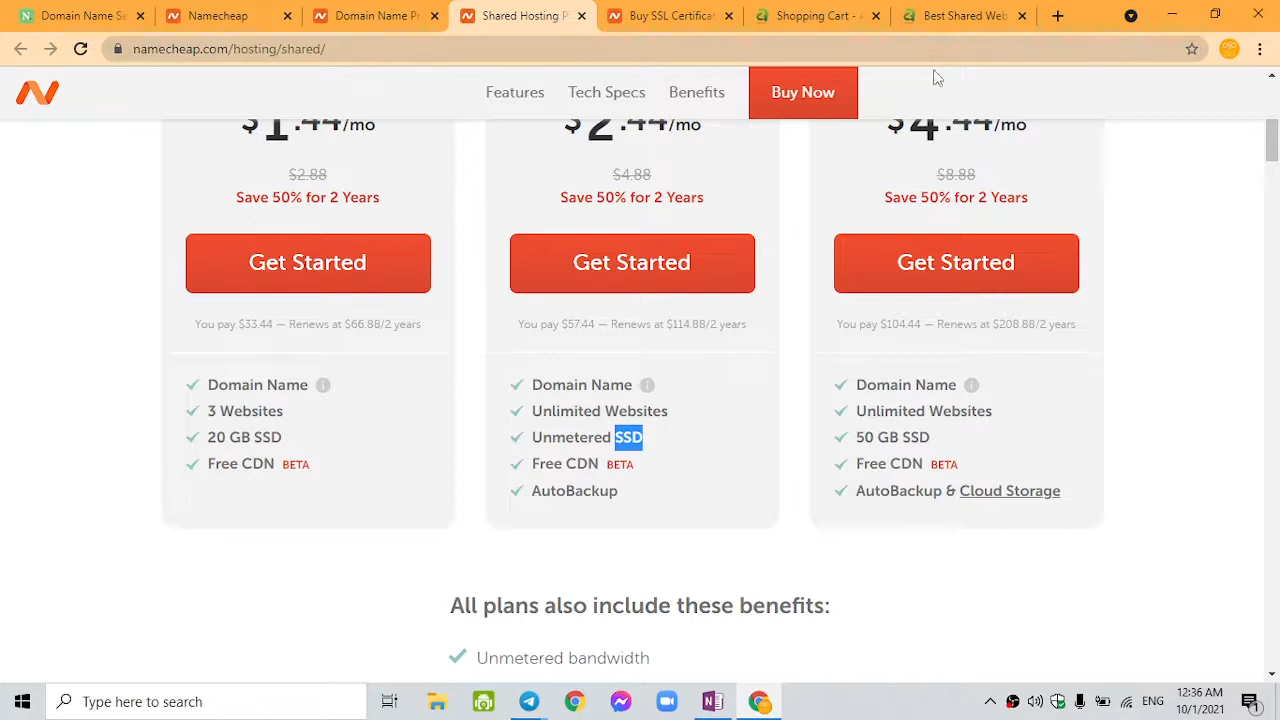 Domain Name Se
Namecheap
Domain Name Pr
Shared Hosting P
Buy SSL Certificat
Shopping Cart - A
Best Shared Web
namecheap.com/hosting/shared/
Features
Tech Specs
Benefits
Buy Now
$1.44/mo
$2.44/mo
$4.44/mo
$2.88
$4.88
$8.88
Save 50% for 2 Years
Save 50% for 2 Years
Save 50% for 2 Years
Get Started
Get Started
Get Started
You pay $33.44 — Renews at $66.88/2 years
You pay $57.44 — Renews at $114.88/2 years
You pay $104.44 — Renews at $208.88/2 years
Domain Name
3 Websites
20 GB SSD
Free CDN BETA
Domain Name
Unlimited Websites
Unmetered SSD
Free CDN BETA
AutoBackup
Domain Name
Unlimited Websites
50 GB SSD
Free CDN BETA
AutoBackup & Cloud Storage
All plans also include these benefits:
Unmetered bandwidth
Type here to search
ENG
12:36 AM
10/1/2021